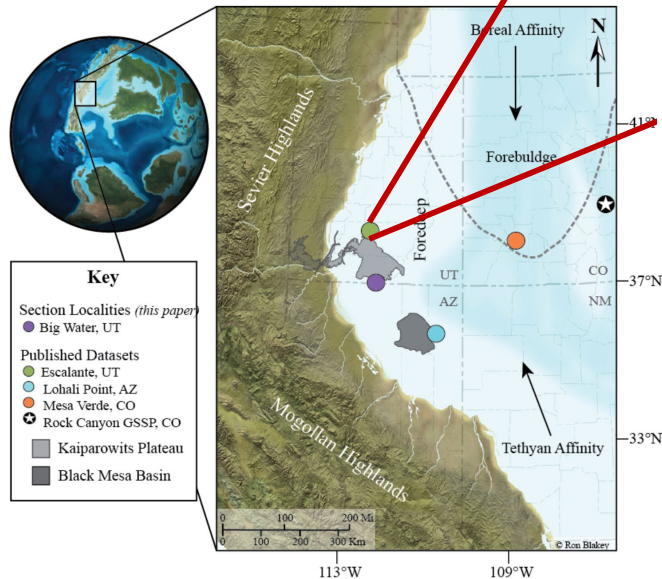 Boreal Affinity
N
41°N
Sevier Highlands
Forebuldge
Foredeep
UT
CO
37°N
AZ
NM
Key
Section Localities (this paper)
Big Water, UT
Published Datasets
Escalante, UT
Lohali Point, AZ
Mesa Verde, CO
Rock Canyon GSSP, CO
Kaiparowits Plateau
Black Mesa Basin
33°N
Tethyan Affinity
Mogollan Highlands
0 100 200 Mi
0 100 200 300 Km
© Ron Blakey
113°W
109°W